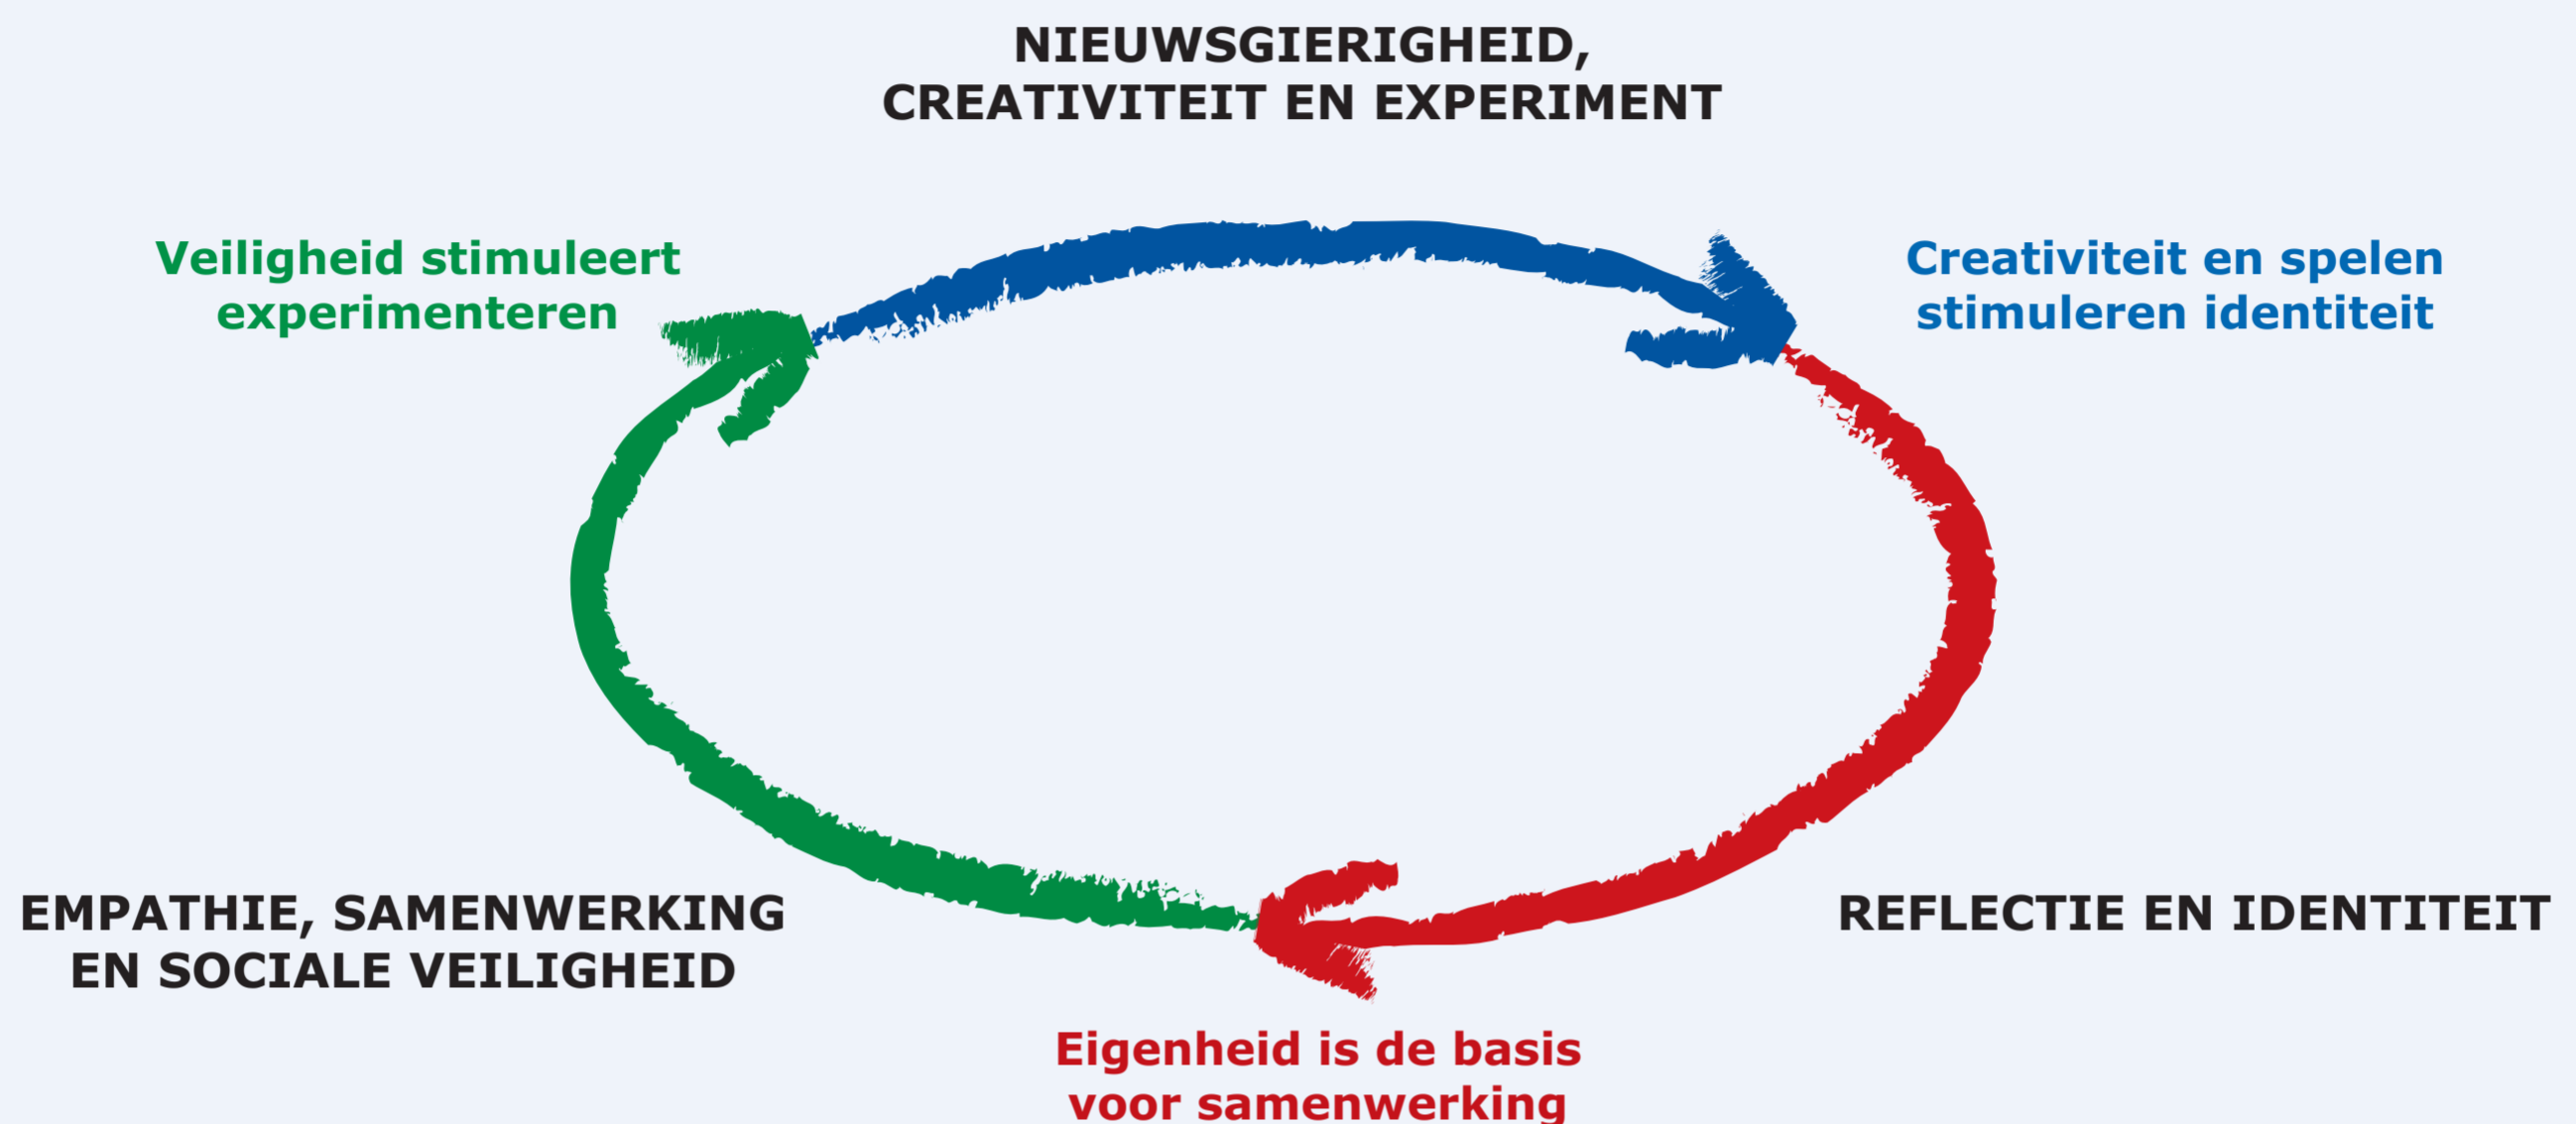 NIEUWSGIERIGHEID,
CREATIVITEIT EN EXPERIMENT
Veiligheid stimuleert
experimenteren
Creativiteit en spelen
stimuleren identiteit
EMPATHIE, SAMENWERKING
EN SOCIALE VEILIGHEID
REFLECTIE EN IDENTITEIT
Eigenheid is de basis
voor samenwerking